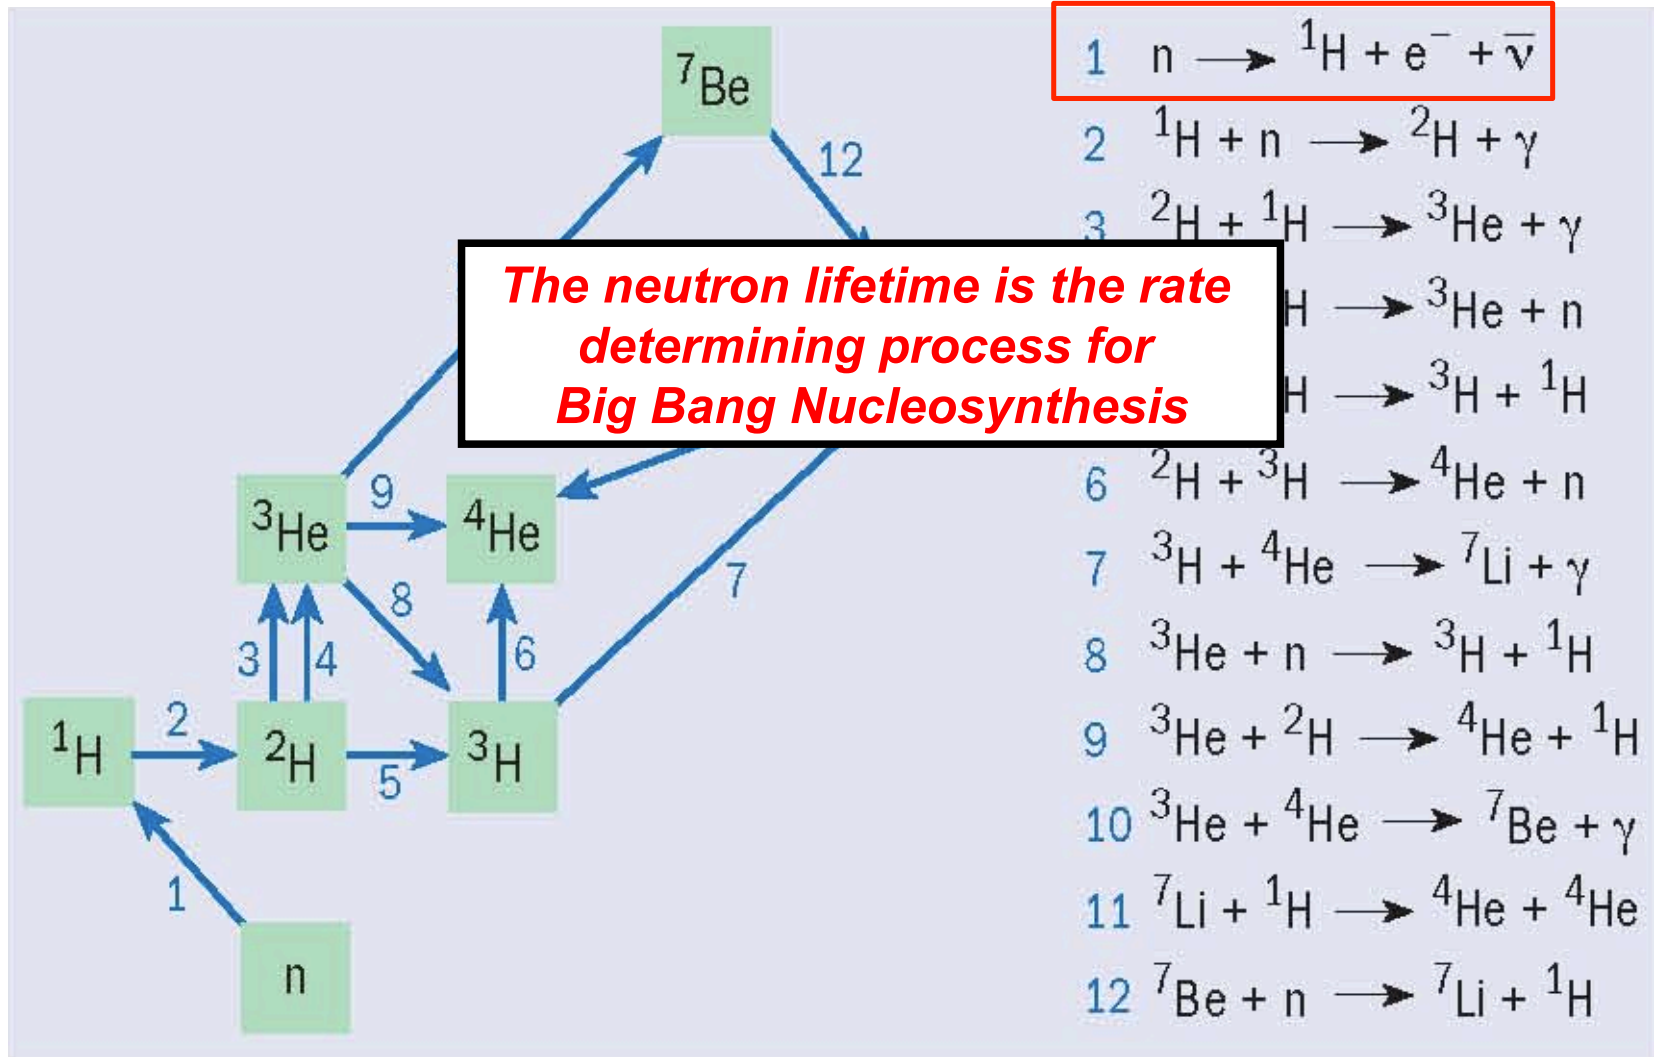 ⁷Be
12
The neutron lifetime is the rate
determining process for
Big Bang Nucleosynthesis
³He
9
⁴He
8
7
3
4
6
¹H
2
²H
5
³H
1
n
1 n → ¹H + e⁻ + ν̅
2 ¹H + n → ²H + γ
3 ²H + ¹H → ³He + γ
H → ³He + n
H → ³H + ¹H
6 ²H + ³H → ⁴He + n
7 ³H + ⁴He → ⁷Li + γ
8 ³He + n → ³H + ¹H
9 ³He + ²H → ⁴He + ¹H
10 ³He + ⁴He → ⁷Be + γ
11 ⁷Li + ¹H → ⁴He + ⁴He
12 ⁷Be + n → ⁷Li + ¹H